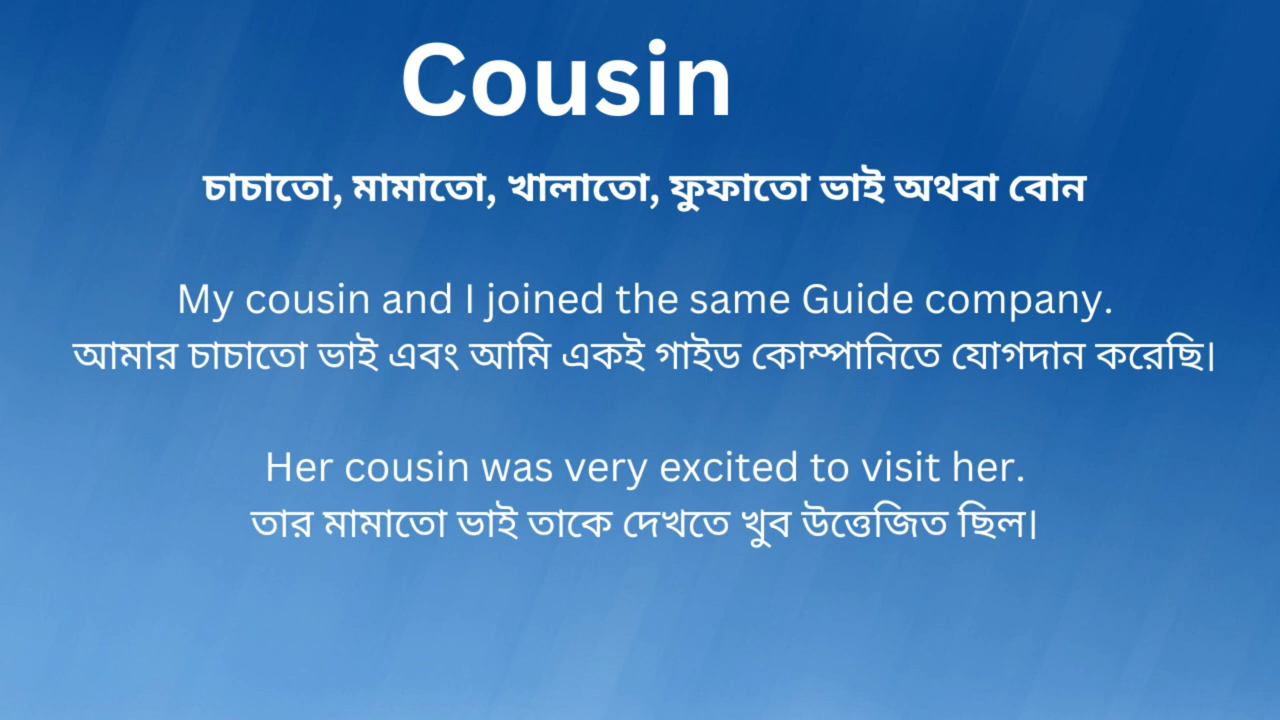 Cousin
চাচাতো, মামাতো, খালাতো, ফুফাতো ভাই অথবা বোন
My cousin and I joined the same Guide company.
আমার চাচাতো ভাই এবং আমি একই গাইড কোম্পানিতে যোগদান করেছি।
Her cousin was very excited to visit her.
তার মামাতো ভাই তাকে দেখতে খুব উত্তেজিত ছিল।